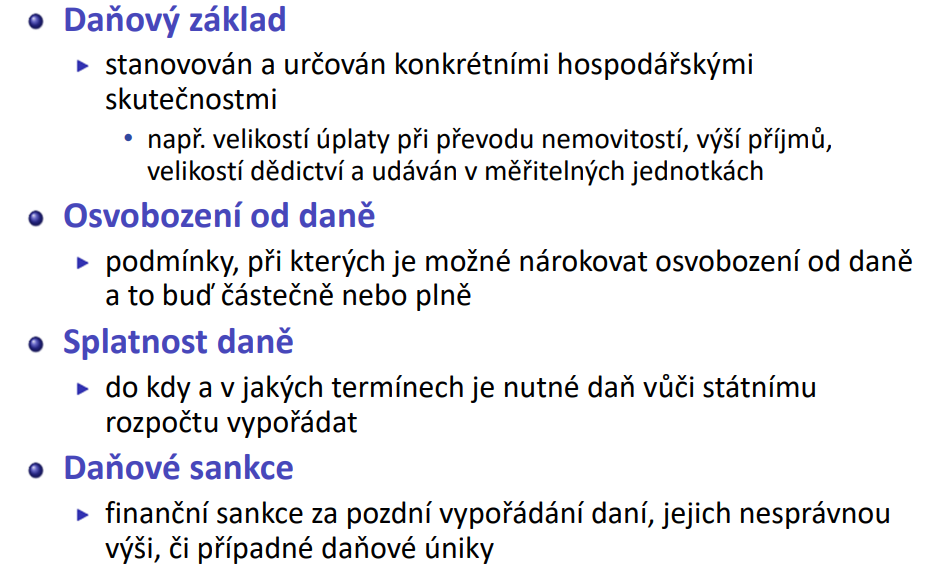 Daňový základ
stanovován a určován konkrétními hospodářskými
skutečnostmi
např. velikostí úplaty při převodu nemovitostí, výší příjmů,
velikostí dědictví a udáván v měřitelných jednotkách
Osvobození od daně
podmínky, při kterých je možné nárokovat osvobození od daně
a to buď částečně nebo plně
Splatnost daně
do kdy a v jakých termínech je nutné daň vůči státnímu
rozpočtu vypořádat
Daňové sankce
finanční sankce za pozdní vypořádání daní, jejich nesprávnou
výši, či případné daňové úniky